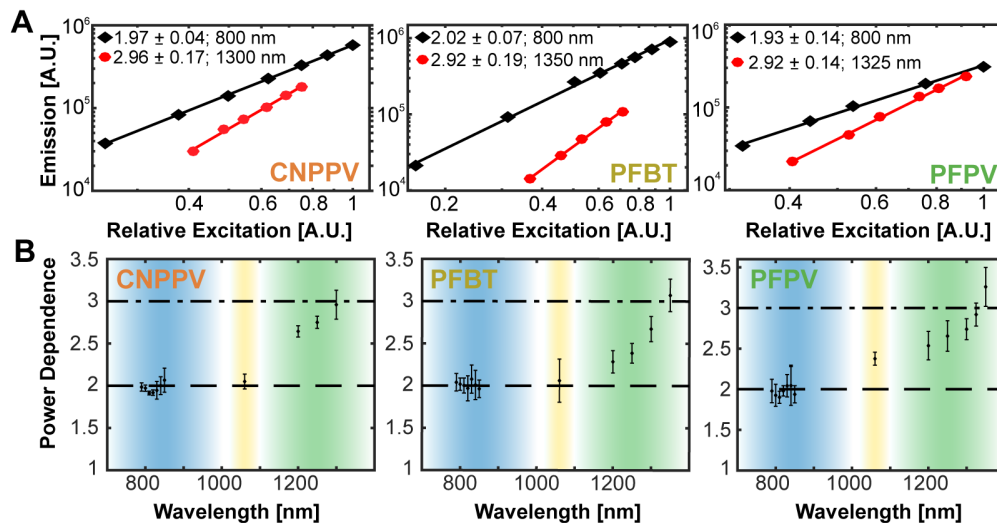 A
Emission [A.U.]
10^6
10^5
10^4
1.97 ± 0.04; 800 nm
2.96 ± 0.17; 1300 nm
CNPPV
0.4 0.6 0.8 1
Relative Excitation [A.U.]
10^6
10^5
10^4
2.02 ± 0.07; 800 nm
2.92 ± 0.19; 1350 nm
PFBT
0.2 0.4 0.6 0.8 1
Relative Excitation [A.U.]
10^6
10^5
10^4
1.93 ± 0.14; 800 nm
2.92 ± 0.14; 1325 nm
PFPV
0.4 0.6 0.8 1
Relative Excitation [A.U.]
B
Power Dependence
3.5
3
2.5
2
1.5
1
CNPPV
800 1000 1200
Wavelength [nm]
3.5
3
2.5
2
1.5
1
PFBT
800 1000 1200
Wavelength [nm]
3.5
3
2.5
2
1.5
1
PFPV
800 1000 1200
Wavelength [nm]